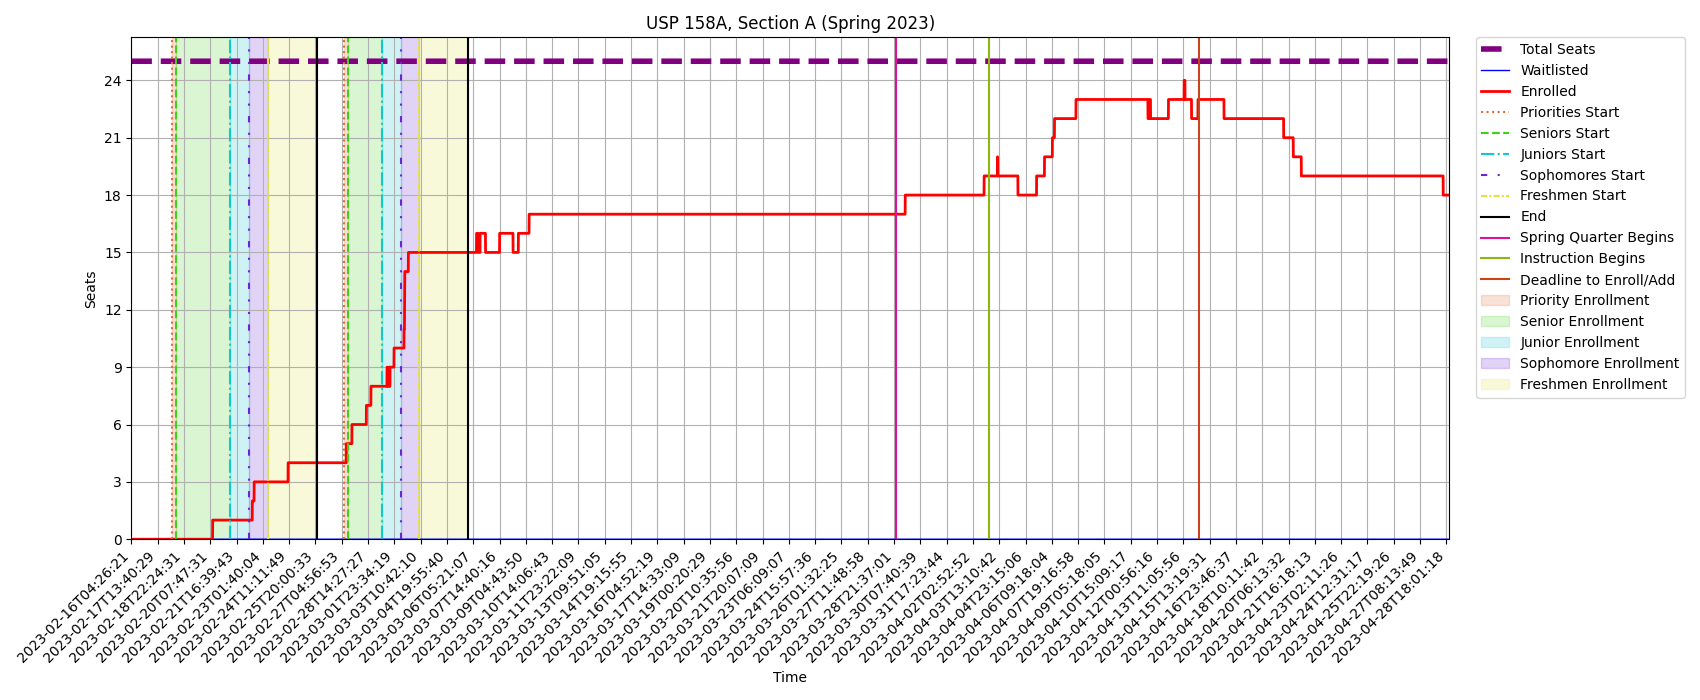 USP 158A, Section A (Spring 2023)
Seats
24
21
18
15
12
9
6
3
0
2023-02-16T04:26:21
2023-02-17T13:40:29
2023-02-18T22:24:31
2023-02-20T07:47:31
2023-02-21T16:39:43
2023-02-23T01:40:04
2023-02-24T11:11:49
2023-02-25T20:00:33
2023-02-27T04:56:53
2023-02-28T14:27:27
2023-03-01T23:34:19
2023-03-03T10:42:10
2023-03-04T19:55:40
2023-03-06T05:21:07
2023-03-07T14:40:16
2023-03-09T04:43:50
2023-03-10T14:06:43
2023-03-11T23:22:09
2023-03-13T09:51:05
2023-03-14T19:15:55
2023-03-16T04:52:19
2023-03-17T14:33:09
2023-03-19T00:20:29
2023-03-20T10:35:56
2023-03-21T20:07:09
2023-03-23T06:09:07
2023-03-24T15:57:36
2023-03-26T01:32:25
2023-03-27T11:48:58
2023-03-28T21:37:01
2023-03-30T07:40:39
2023-03-31T17:23:44
2023-04-02T02:52:52
2023-04-03T13:10:42
2023-04-04T23:15:06
2023-04-06T09:18:04
2023-04-07T19:16:58
2023-04-09T05:18:05
2023-04-10T15:09:17
2023-04-12T00:56:16
2023-04-13T11:05:56
2023-04-15T13:19:31
2023-04-16T23:46:37
2023-04-18T10:11:42
2023-04-20T06:13:32
2023-04-21T16:18:13
2023-04-23T02:11:26
2023-04-24T12:31:17
2023-04-25T22:19:26
2023-04-27T08:13:49
2023-04-28T18:01:18
Time
Total Seats
Waitlisted
Enrolled
Priorities Start
Seniors Start
Juniors Start
Sophomores Start
Freshmen Start
End
Spring Quarter Begins
Instruction Begins
Deadline to Enroll/Add
Priority Enrollment
Senior Enrollment
Junior Enrollment
Sophomore Enrollment
Freshmen Enrollment